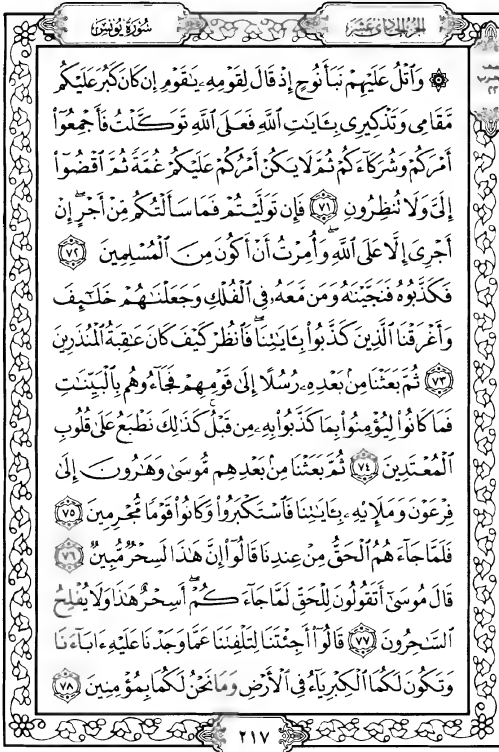 سُورَةُ يُونُسَ
الجزء الحادى عشر
۞ وَٱتۡلُ عَلَيۡهِمۡ نَبَأَ نُوحٍ إِذۡ قَالَ لِقَوۡمِهِۦ يَٰقَوۡمِ إِن كَانَ كَبُرَ عَلَيۡكُم
مَّقَامِي وَتَذۡكِيرِي بِـَٔايَٰتِ ٱللَّهِ فَعَلَى ٱللَّهِ تَوَكَّلۡتُ فَأَجۡمِعُوٓاْ
أَمۡرَكُمۡ وَشُرَكَآءَكُمۡ ثُمَّ لَا يَكُنۡ أَمۡرُكُمۡ عَلَيۡكُمۡ غُمَّةٗ ثُمَّ ٱقۡضُوٓاْ
إِلَيَّ وَلَا تُنظِرُونِ ٧١ فَإِن تَوَلَّيۡتُمۡ فَمَا سَأَلۡتُكُم مِّنۡ أَجۡرٍۖ إِنۡ
أَجۡرِيَ إِلَّا عَلَى ٱللَّهِۖ وَأُمِرۡتُ أَنۡ أَكُونَ مِنَ ٱلۡمُسۡلِمِينَ ٧٢
فَكَذَّبُوهُ فَنَجَّيۡنَٰهُ وَمَن مَّعَهُۥ فِي ٱلۡفُلۡكِ وَجَعَلۡنَٰهُمۡ خَلَٰٓئِفَ
وَأَغۡرَقۡنَا ٱلَّذِينَ كَذَّبُواْ بِـَٔايَٰتِنَاۖ فَٱنظُرۡ كَيۡفَ كَانَ عَٰقِبَةُ ٱلۡمُنذَرِينَ
٧٣ ثُمَّ بَعَثۡنَا مِنۢ بَعۡدِهِۦ رُسُلًا إِلَىٰ قَوۡمِهِمۡ فَجَآءُوهُم بِٱلۡبَيِّنَٰتِ
فَمَا كَانُواْ لِيُؤۡمِنُواْ بِمَا كَذَّبُواْ بِهِۦ مِن قَبۡلُۚ كَذَٰلِكَ نَطۡبَعُ عَلَىٰ قُلُوبِ
ٱلۡمُعۡتَدِينَ ٧٤ ثُمَّ بَعَثۡنَا مِنۢ بَعۡدِهِم مُّوسَىٰ وَهَٰرُونَ إِلَىٰ
فِرۡعَوۡنَ وَمَلَإِيْهِۦ بِـَٔايَٰتِنَا فَٱسۡتَكۡبَرُواْ وَكَانُواْ قَوۡمٗا مُّجۡرِمِينَ ٧٥
فَلَمَّا جَآءَهُمُ ٱلۡحَقُّ مِنۡ عِندِنَا قَالُوٓاْ إِنَّ هَٰذَا لَسِحۡرٞ مُّبِينٞ ٧٦
قَالَ مُوسَىٰٓ أَتَقُولُونَ لِلۡحَقِّ لَمَّا جَآءَكُمۡۖ أَسِحۡرٌ هَٰذَا وَلَا يُفۡلِحُ
ٱلسَّٰحِرُونَ ٧٧ قَالُوٓاْ أَجِئۡتَنَا لِتَلۡفِتَنَا عَمَّا وَجَدۡنَا عَلَيۡهِ ءَابَآءَنَا
وَتَكُونَ لَكُمَا ٱلۡكِبۡرِيَآءُ فِي ٱلۡأَرۡضِ وَمَا نَحۡنُ لَكُمَا بِمُؤۡمِنِينَ ٧٨
٢١٧